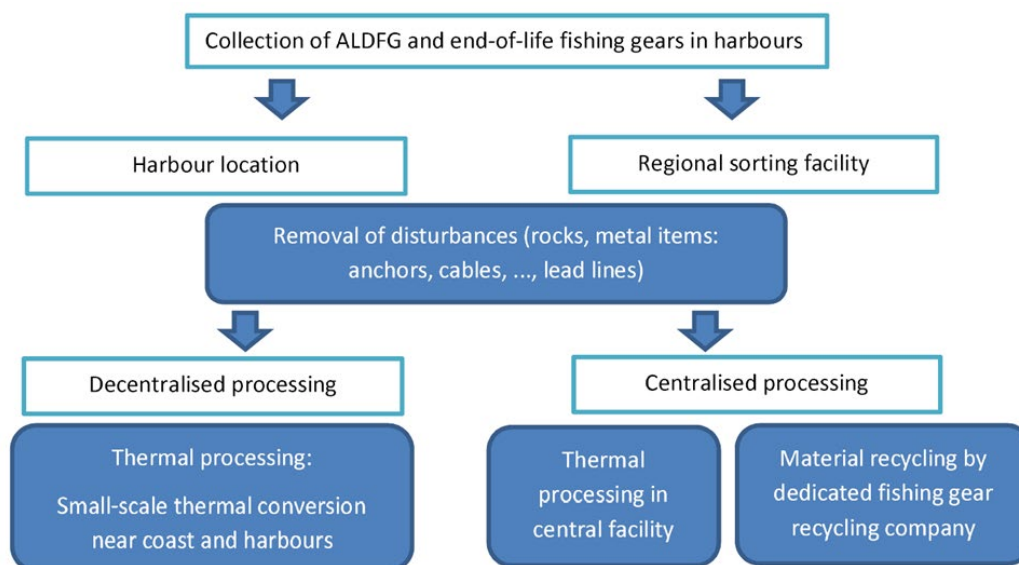 Collection of ALDFG and end-of-life fishing gears in harbours
Harbour location
Regional sorting facility
Removal of disturbances (rocks, metal items:
anchors, cables, ..., lead lines)
Decentralised processing
Centralised processing
Thermal processing:
Small-scale thermal conversion
near coast and harbours
Thermal
processing in
central facility
Material recycling by
dedicated fishing gear
recycling company